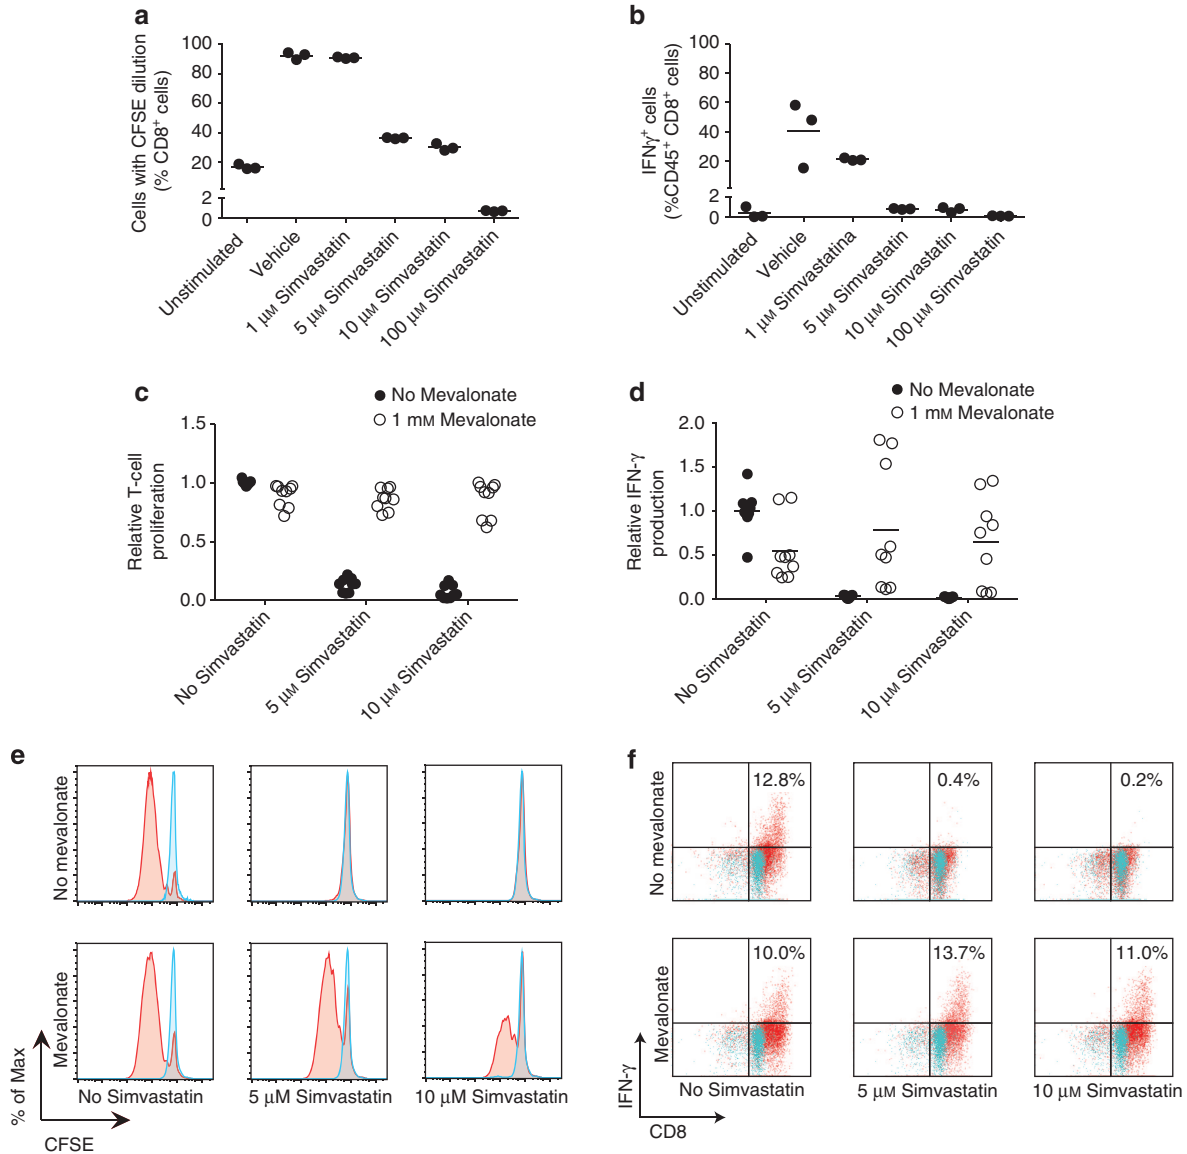 a
Cells with CFSE dilution
(% CD8+ cells)
100
80
60
40
20
2
0
Unstimulated
Vehicle
1 μM Simvastatin
5 μM Simvastatin
10 μM Simvastatin
100 μM Simvastatin
b
IFNγ+ cells
(%CD45+ CD8+ cells)
100
80
60
40
20
2
0
Unstimulated
Vehicle
1 μM Simvastatina
5 μM Simvastatin
10 μM Simvastatin
100 μM Simvastatin
c
No Mevalonate
1 mM Mevalonate
Relative T-cell
proliferation
1.5
1.0
0.5
0.0
No Simvastatin
5 μM Simvastatin
10 μM Simvastatin
d
No Mevalonate
1 mM Mevalonate
Relative IFN-γ
production
2.0
1.5
1.0
0.5
0.0
No Simvastatin
5 μM Simvastatin
10 μM Simvastatin
e
No mevalonate
Mevalonate
% of Max
No Simvastatin
5 μM Simvastatin
10 μM Simvastatin
CFSE
f
No mevalonate
12.8%
0.4%
0.2%
Mevalonate
10.0%
13.7%
11.0%
IFN-γ
No Simvastatin
5 μM Simvastatin
10 μM Simvastatin
CD8